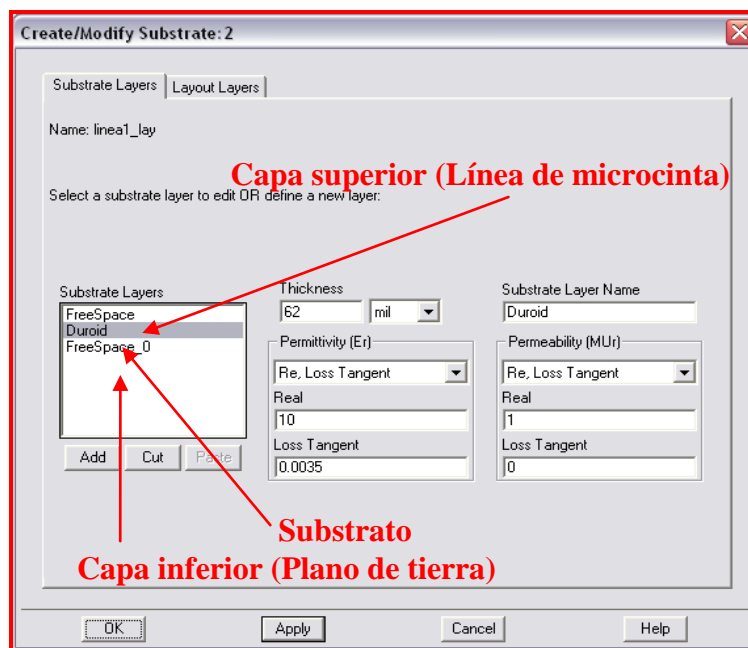 Create/Modify Substrate:2
Substrate Layers
Layout Layers
Name: linea1_lay
Capa superior (Línea de microcinta)
Select a substrate layer to edit OR define a new layer:
Substrate Layers
FreeSpace
Duroid
FreeSpace_0
Add
Cut
Paste
Thickness
62
mil
Permittivity (Er)
Re, Loss Tangent
Real
10
Loss Tangent
0.0035
Substrate Layer Name
Duroid
Permeability (MUr)
Re, Loss Tangent
Real
1
Loss Tangent
0
Substrato
Capa inferior (Plano de tierra)
OK
Apply
Cancel
Help